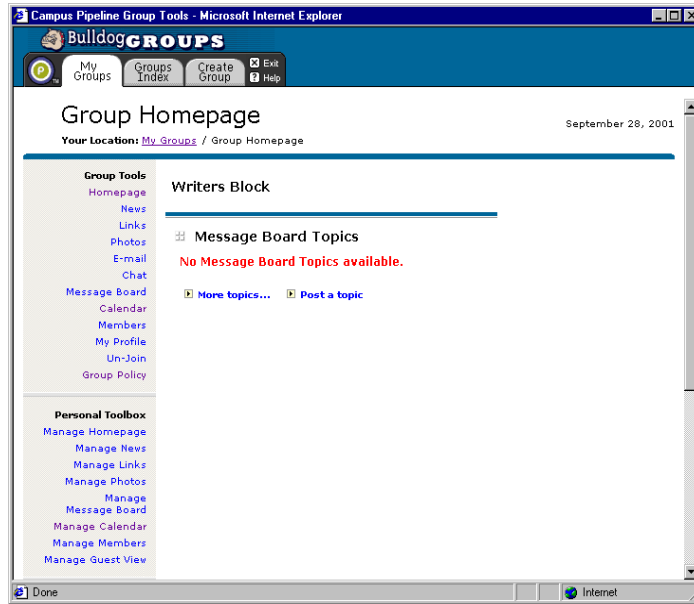 Campus Pipeline Group Tools - Microsoft Internet Explorer
BulldogGROUPS
My Groups
Groups Index
Create Group
Exit
Help
Group Homepage
September 28, 2001
Your Location: My Groups / Group Homepage
Group Tools
Homepage
News
Links
Photos
E-mail
Chat
Message Board
Calendar
Members
My Profile
Un-Join
Group Policy
Personal Toolbox
Manage Homepage
Manage News
Manage Links
Manage Photos
Manage
Message Board
Manage Calendar
Manage Members
Manage Guest View
Writers Block
Message Board Topics
No Message Board Topics available.
More topics... Post a topic
Done
Internet